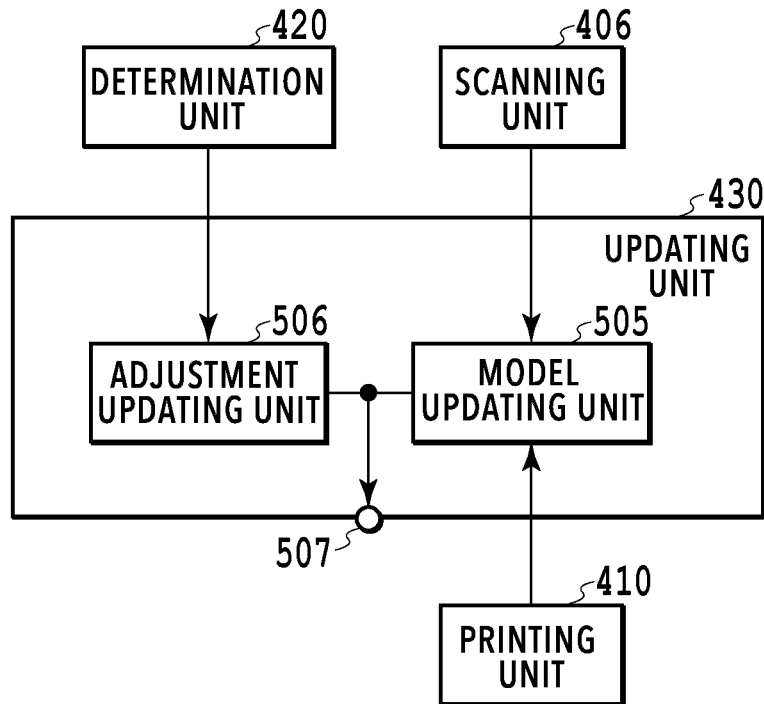 420
DETERMINATION
UNIT
406
SCANNING
UNIT
430
UPDATING
UNIT
506
ADJUSTMENT
UPDATING UNIT
505
MODEL
UPDATING UNIT
507
410
PRINTING
UNIT